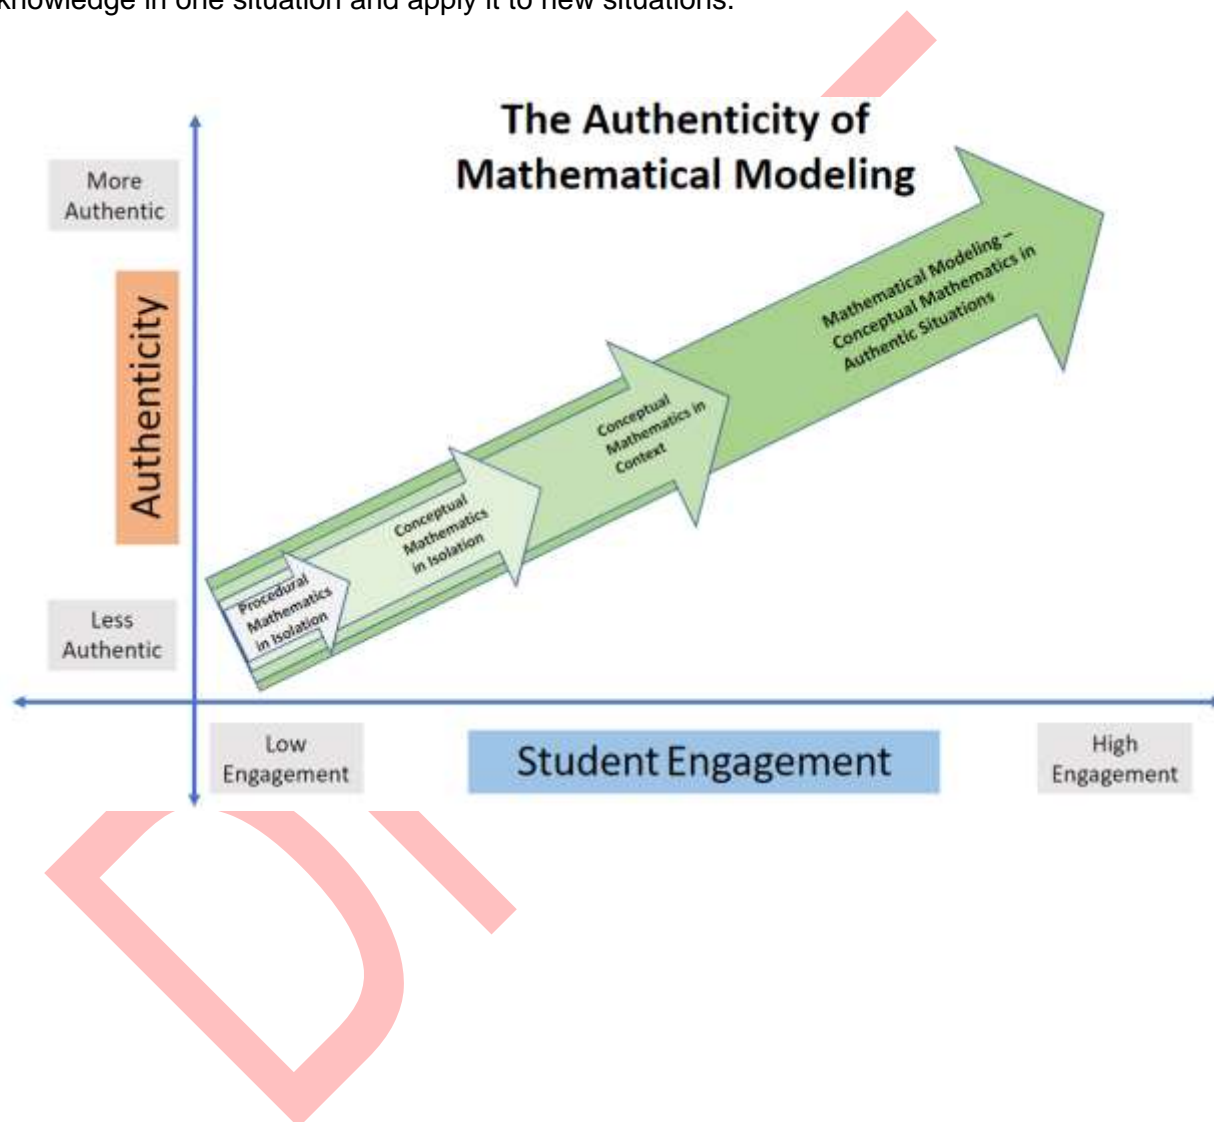 knowledge in one situation and apply it to new situations.
The Authenticity of
Mathematical Modeling
More
Authentic
Authenticity
Less
Authentic
Mathematical Modeling –
Conceptual Mathematics in
Authentic Situations
Conceptual
Mathematics in
Context
Conceptual
Mathematics
in Isolation
Procedural
Mathematics
in Isolation
Low
Engagement
Student Engagement
High
Engagement